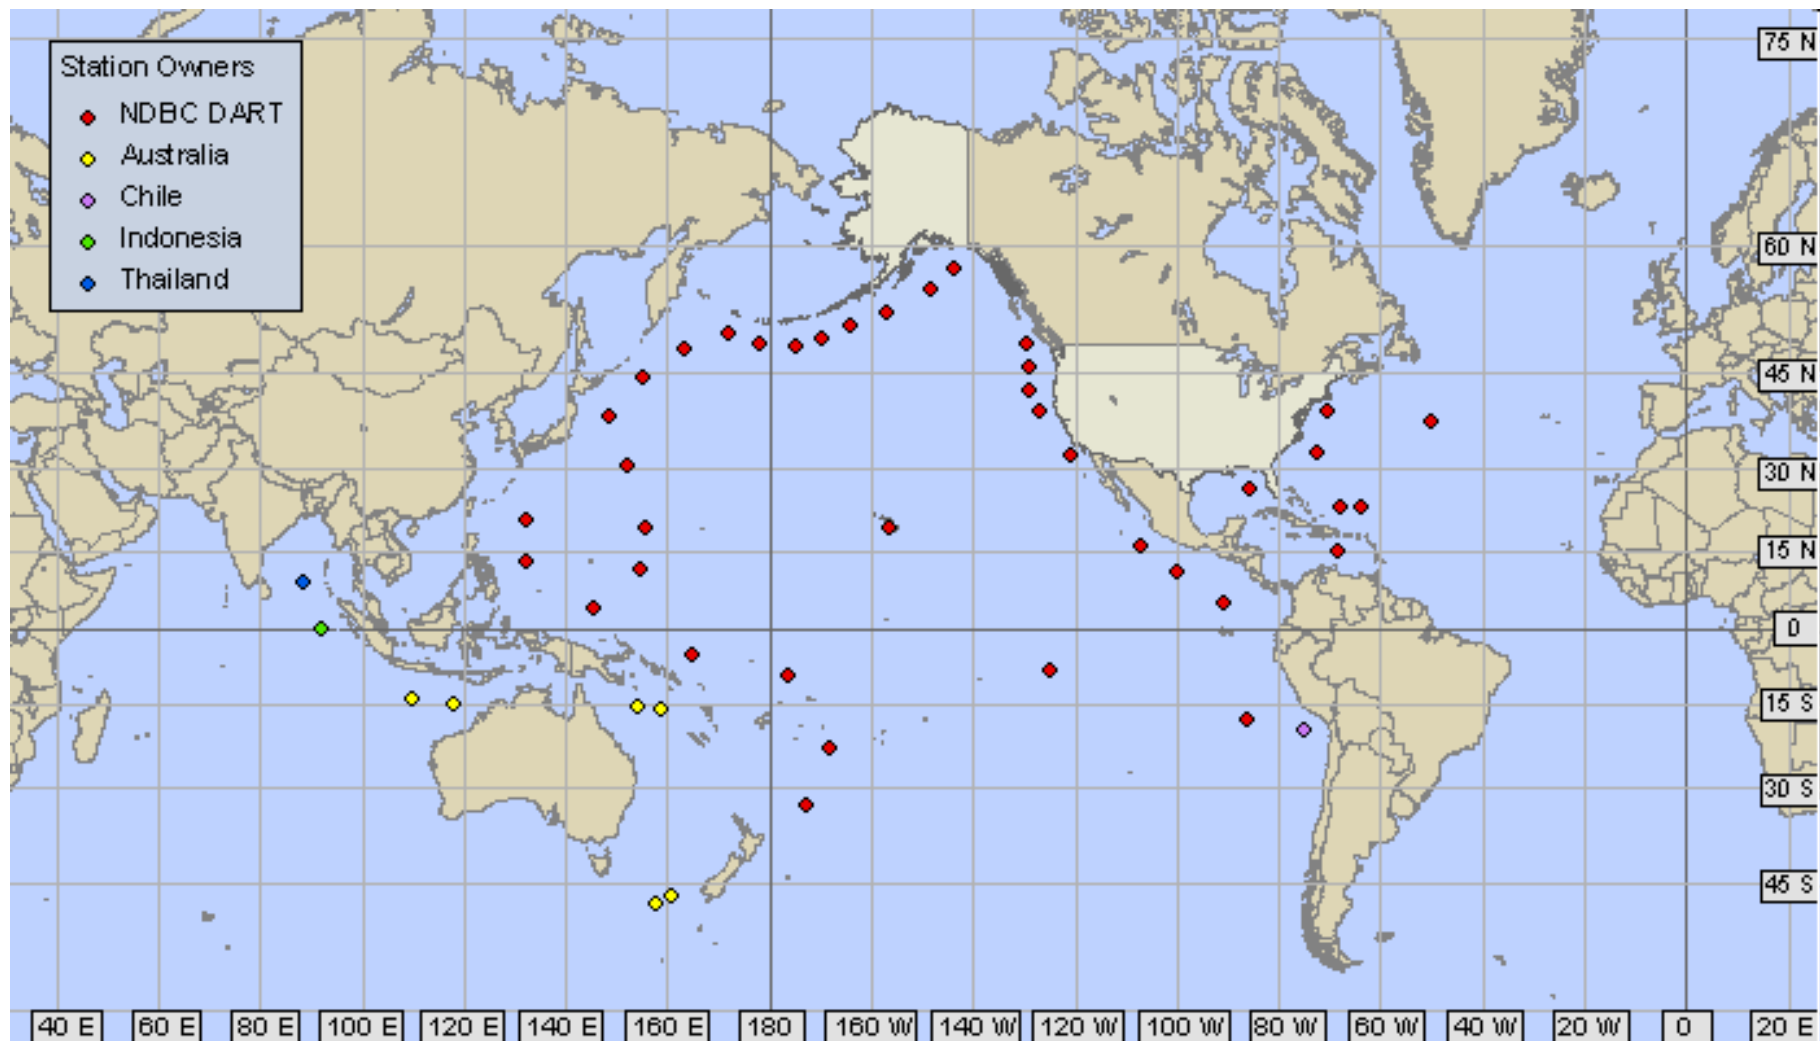 Station Owners
NDBC DART
Australia
Chile
Indonesia
Thailand
75 N
60 N
45 N
30 N
15 N
0
15 S
30 S
45 S
40 E 60 E 80 E 100 E 120 E 140 E 160 E 180 160 W 140 W 120 W 100 W 80 W 60 W 40 W 20 W 0 20 E